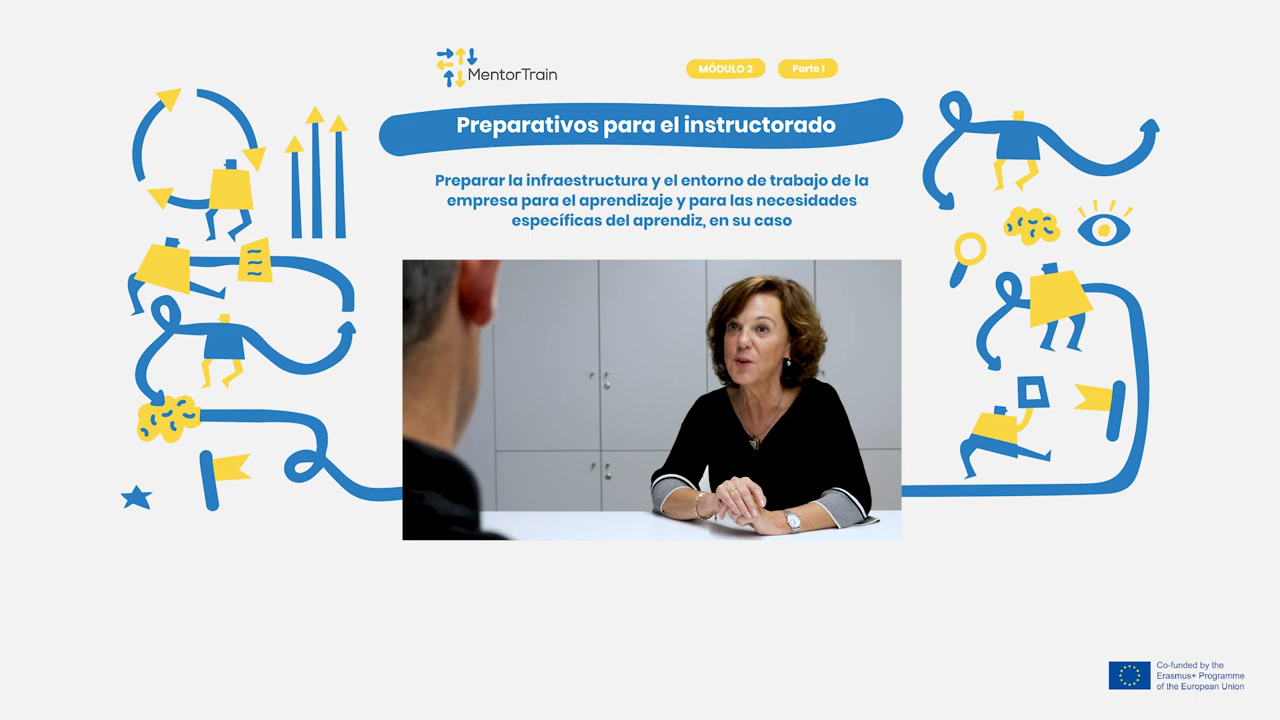 MentorTrain
MÓDULO 2
Parte 1
Preparativos para el instructorado
Preparar la infraestructura y el entorno de trabajo de la
empresa para el aprendizaje y para las necesidades
específicas del aprendiz, en su caso
Co-funded by the
Erasmus+ Programme
of the European Union